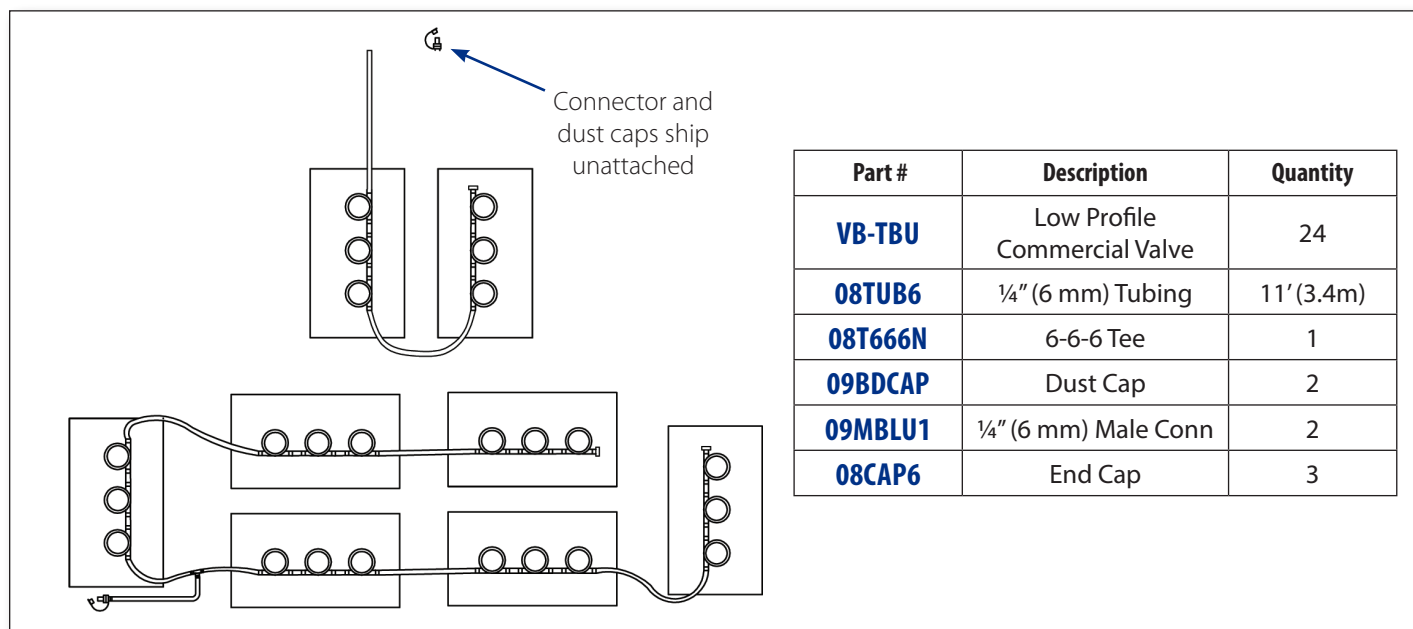 Connector and
dust caps ship
unattached
Part # Description Quantity
VB-TBU Low Profile Commercial Valve 24
08TUB6 ¼” (6 mm) Tubing 11’ (3.4m)
08T666N 6-6-6 Tee 1
09BDCAP Dust Cap 2
09MBLU1 ¼” (6 mm) Male Conn 2
08CAP6 End Cap 3